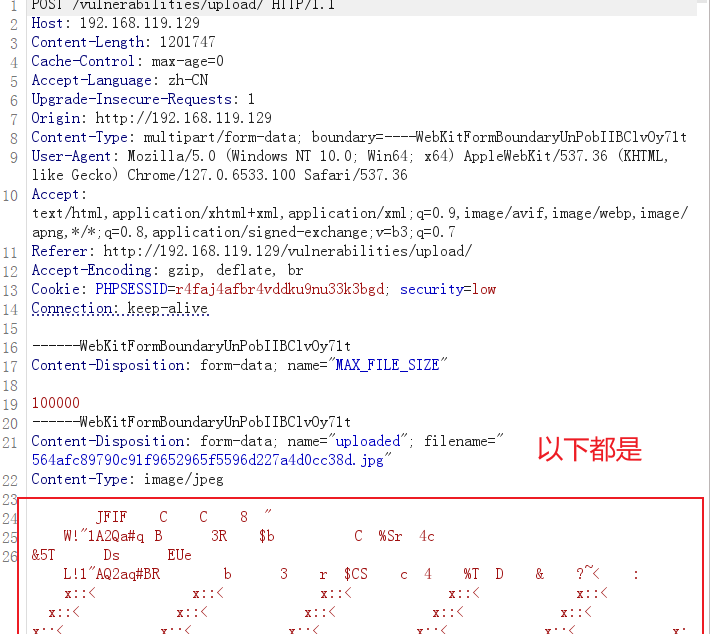 1 POST /vulnerabilities/upload/ HTTP/1.1
2 Host: 192.168.119.129
3 Content-Length: 1201747
4 Cache-Control: max-age=0
5 Accept-Language: zh-CN
6 Upgrade-Insecure-Requests: 1
7 Origin: http://192.168.119.129
8 Content-Type: multipart/form-data; boundary=----WebKitFormBoundaryUnPobIIBClvOy71t
9 User-Agent: Mozilla/5.0 (Windows NT 10.0; Win64; x64) AppleWebKit/537.36 (KHTML,
like Gecko) Chrome/127.0.6533.100 Safari/537.36
10 Accept:
text/html,application/xhtml+xml,application/xml;q=0.9,image/avif,image/webp,image/
apng,*/*;q=0.8,application/signed-exchange;v=b3;q=0.7
11 Referer: http://192.168.119.129/vulnerabilities/upload/
12 Accept-Encoding: gzip, deflate, br
13 Cookie: PHPSESSID=r4faj4afbr4vddku9nu33k3bgd; security=low
14 Connection: keep-alive
15
16 ------WebKitFormBoundaryUnPobIIBClvOy71t
17 Content-Disposition: form-data; name="MAX_FILE_SIZE"
18
19 100000
20 ------WebKitFormBoundaryUnPobIIBClvOy71t
21 Content-Disposition: form-data; name="uploaded"; filename="
564afc89790c91f9652965f5596d227a4d0cc38d.jpg"
以下都是
22 Content-Type: image/jpeg
23
24 JFIF C C 8 "
25 W!"1A2Qa#q B 3R $b C %Sr 4c
26 &5T Ds EUe
L!1"AQ2aq#BR b 3 r $CS c 4 %T D & ?~< :
x::< x::< x::< x::< x::<
x::< x::< x::< x::< x::<
x::< x::< x::< x::< x::< x: